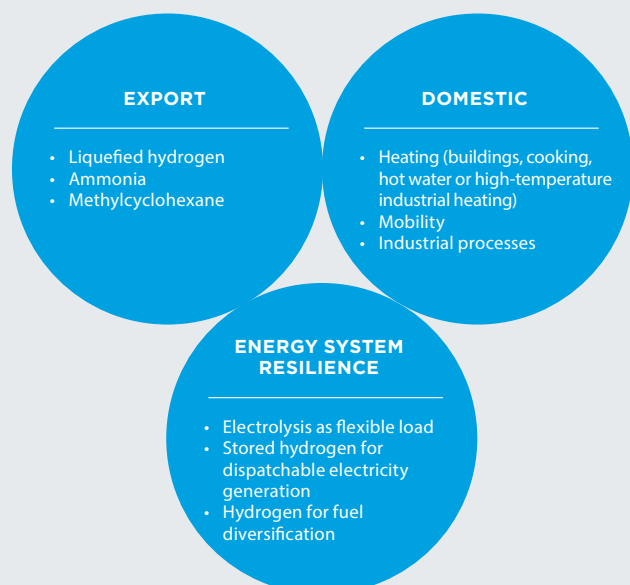 EXPORT
• Liquefied hydrogen
• Ammonia
• Methylcyclohexane
DOMESTIC
• Heating (buildings, cooking,
hot water or high-temperature
industrial heating)
• Mobility
• Industrial processes
ENERGY SYSTEM
RESILIENCE
• Electrolysis as flexible load
• Stored hydrogen for
dispatchable electricity
generation
• Hydrogen for fuel
diversification